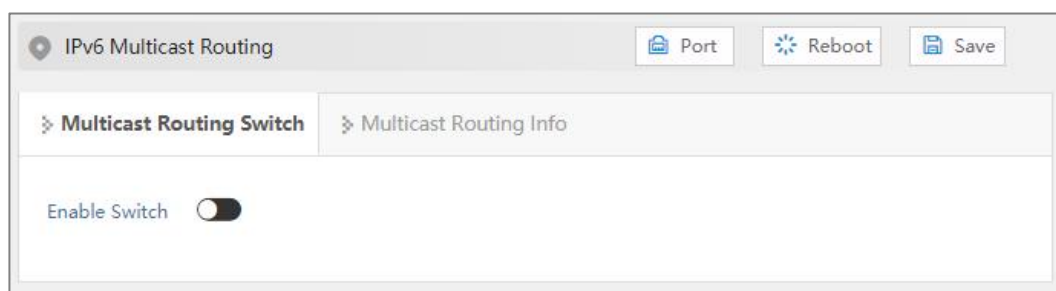 IPv6 Multicast Routing Port Reboot Save
Multicast Routing Switch Multicast Routing Info
Enable Switch